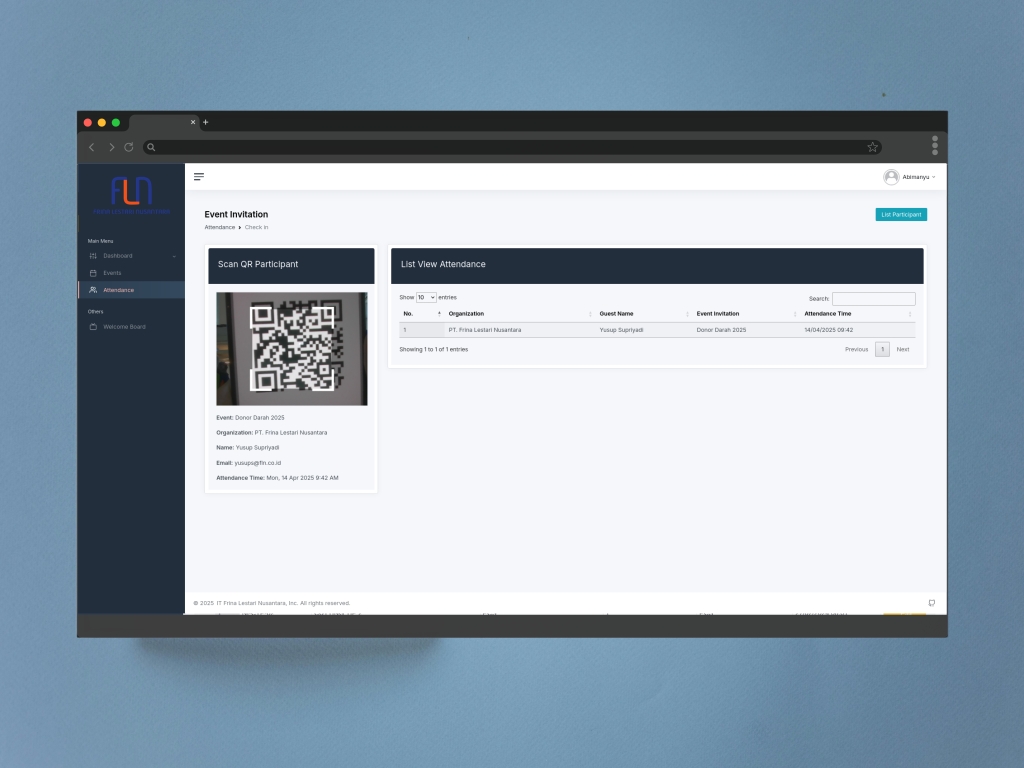 FLN
Abimanyu
Event Invitation
List Participant
Attendance > Check in
Main Menu
Dashboard
Events
Attendance
Others
Welcome Board
Scan QR Participant
Event: Donor Darah 2025
Organization: PT. Frina Lestari Nusantara
Name: Yusup Supriyadi
Email: yusups@fln.co.id
Attendance Time: Mon, 14 Apr 2025 9:42 AM
List View Attendance
Show 10 entries
Search:
No. Organization Guest Name Event Invitation Attendance Time
1 PT. Frina Lestari Nusantara Yusup Supriyadi Donor Darah 2025 14/04/2025 09:42
Showing 1 to 1 of 1 entries
Previous 1 Next
© 2025 IT Frina Lestari Nusantara, Inc. All rights reserved.